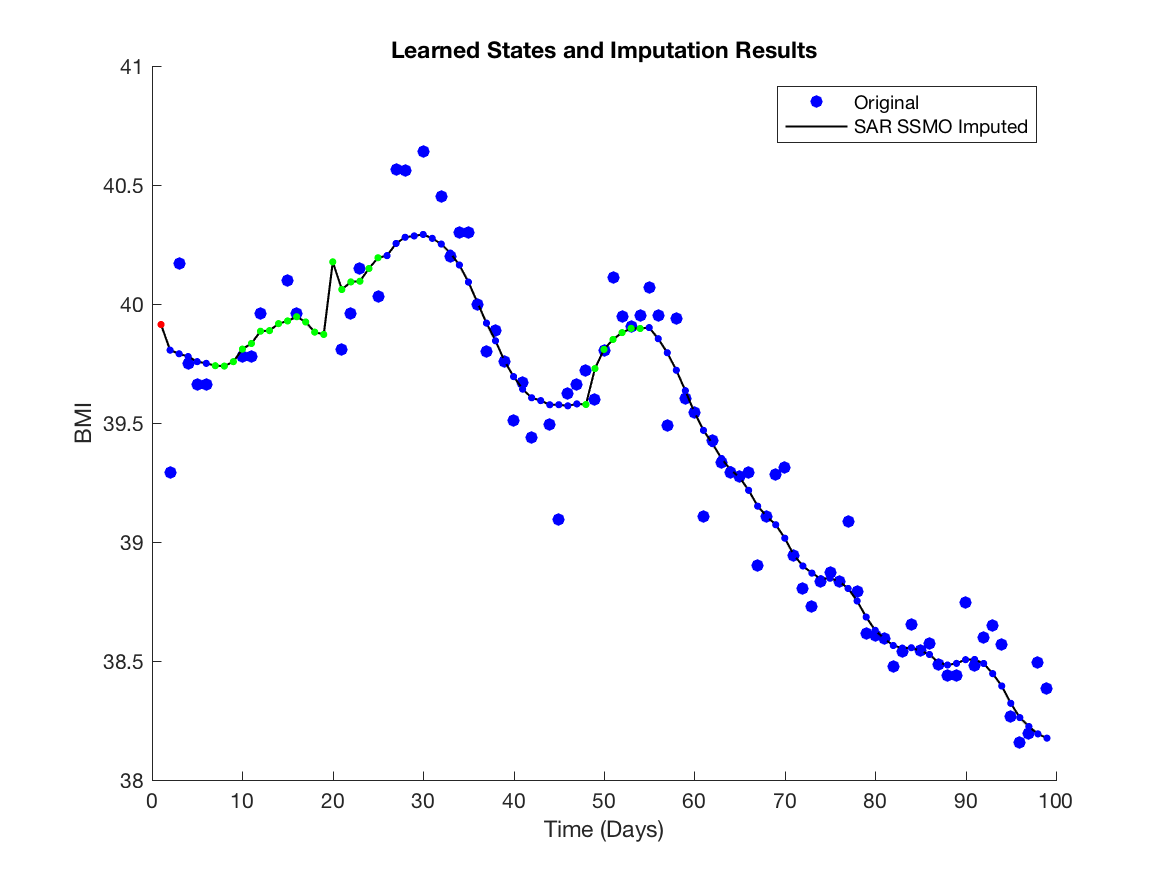 Learned States and Imputation Results
Original
SAR SSMO Imputed
BMI
41
40.5
40
39.5
39
38.5
38
0 10 20 30 40 50 60 70 80 90 100
Time (Days)